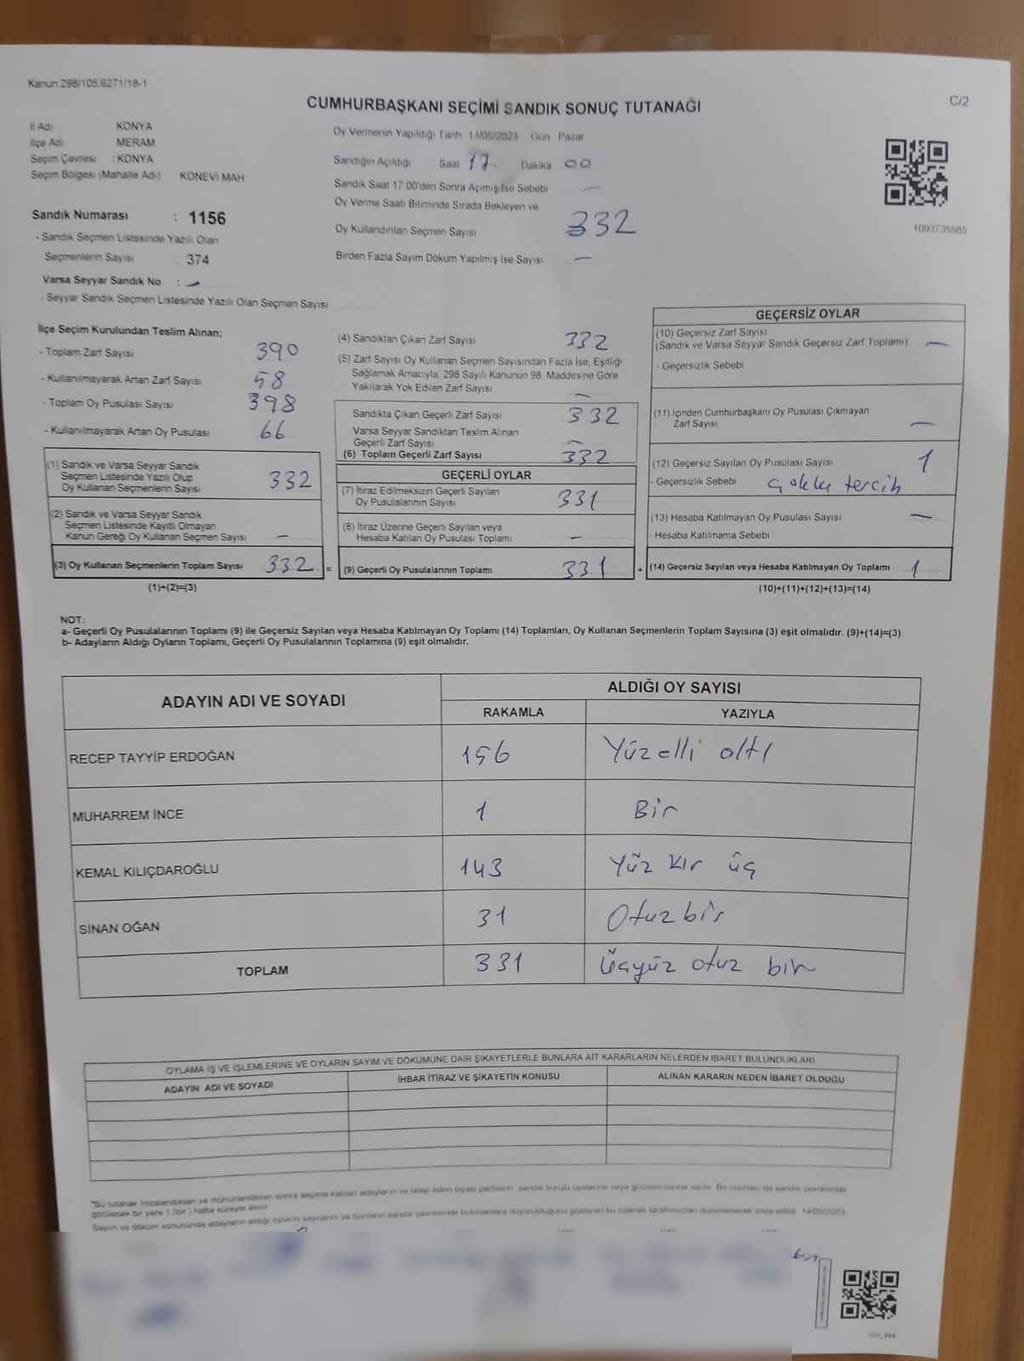 Kanun:298/105,6271/18-1
CUMHURBAŞKANI SEÇİMİ SANDIK SONUÇ TUTANAĞI
C/2
İl Adı KONYA
İlçe Adı MERAM
Seçim Çevresi : KONYA
Seçim Bölgesi (Mahalle Adı) KONEVİ MAH
Sandık Numarası : 1156
- Sandık Seçmen Listesinde Yazılı Olan
Seçmenlerin Sayısı : 374
Varsa Seyyar Sandık No : -
- Seyyar Sandık Seçmen Listesinde Yazılı Olan Seçmen Sayısı
Oy Vermenin Yapıldığı Tarih 14/05/2023 Gün Pazar
Sandığın Açıldığı Saat 17 Dakika 00
Sandık Saat 17:00'den Sonra Açılmış İse Sebebi -
Oy Verme Saati Bitiminde Sırada Bekleyen ve
Oy Kullandırılan Seçmen Sayısı 332
Birden Fazla Sayım Döküm Yapılmış İse Sayısı -
1093735985
İlçe Seçim Kurulundan Teslim Alınan;
- Toplam Zarf Sayısı 390
- Kullanılmayarak Artan Zarf Sayısı 58
- Toplam Oy Pusulası Sayısı 398
- Kullanılmayarak Artan Oy Pusulası 66
(1) Sandık ve Varsa Seyyar Sandık
Seçmen Listesinde Yazılı Olup
Oy Kullanan Seçmenlerin Sayısı 332
(2) Sandık ve Varsa Seyyar Sandık
Seçmen Listesinde Kayıtlı Olmayan
Kanun Gereği Oy Kullanan Seçmen Sayısı -
(3) Oy Kullanan Seçmenlerin Toplam Sayısı 332 =
(1)+(2)=(3)
(4) Sandıktan Çıkan Zarf Sayısı 332
(5) Zarf Sayısı Oy Kullanan Seçmen Sayısından Fazla İse, Eşitliği
Sağlamak Amacıyla, 298 Sayılı Kanunun 98. Maddesine Göre
Yakılarak Yok Edilen Zarf Sayısı -
Sandıkta Çıkan Geçerli Zarf Sayısı 332
Varsa Seyyar Sandıktan Teslim Alınan
Geçerli Zarf Sayısı -
(6) Toplam Geçerli Zarf Sayısı 332
GEÇERLİ OYLAR
(7) İtiraz Edilmeksizin Geçerli Sayılan
Oy Pusulalarının Sayısı 331
(8) İtiraz Üzerine Geçerli Sayılan veya
Hesaba Katılan Oy Pusulası Toplamı -
(9) Geçerli Oy Pusulalarının Toplamı 331 +
GEÇERSİZ OYLAR
(10) Geçersiz Zarf Sayısı
(Sandık ve Varsa Seyyar Sandık Geçersiz Zarf Toplamı) -
- Geçersizlik Sebebi
(11) İçinden Cumhurbaşkanı Oy Pusulası Çıkmayan
Zarf Sayısı -
(12) Geçersiz Sayılan Oy Pusulası Sayısı 1
- Geçersizlik Sebebi çoklu tercih
(13) Hesaba Katılmayan Oy Pusulası Sayısı -
- Hesaba Katılmama Sebebi
(14) Geçersiz Sayılan veya Hesaba Katılmayan Oy Toplamı 1
(10)+(11)+(12)+(13)=(14)
NOT:
a- Geçerli Oy Pusulalarının Toplamı (9) ile Geçersiz Sayılan veya Hesaba Katılmayan Oy Toplamı (14) Toplamları, Oy Kullanan Seçmenlerin Toplam Sayısına (3) eşit olmalıdır. (9)+(14)=(3)
b- Adayların Aldığı Oyların Toplamı, Geçerli Oy Pusulalarının Toplamına (9) eşit olmalıdır.
ADAYIN ADI VE SOYADI ALDIĞI OY SAYISI
RAKAMLA YAZIYLA
RECEP TAYYİP ERDOĞAN 156 Yüzelli altı
MUHARREM İNCE 1 Bir
KEMAL KILIÇDAROĞLU 143 Yüz kır üç
SİNAN OĞAN 31 Otuzbir
TOPLAM 331 Üçyüz otuz bir
OYLAMA İŞ VE İŞLEMLERİNE VE OYLARIN SAYIM VE DÖKÜMÜNE DAİR ŞİKAYETLERLE BUNLARA AİT KARARLARIN NELERDEN İBARET BULUNDUKLARI
ADAYIN ADI VE SOYADI İHBAR İTİRAZ VE ŞİKAYETİN KONUSU ALINAN KARARIN NEDEN İBARET OLDUĞU